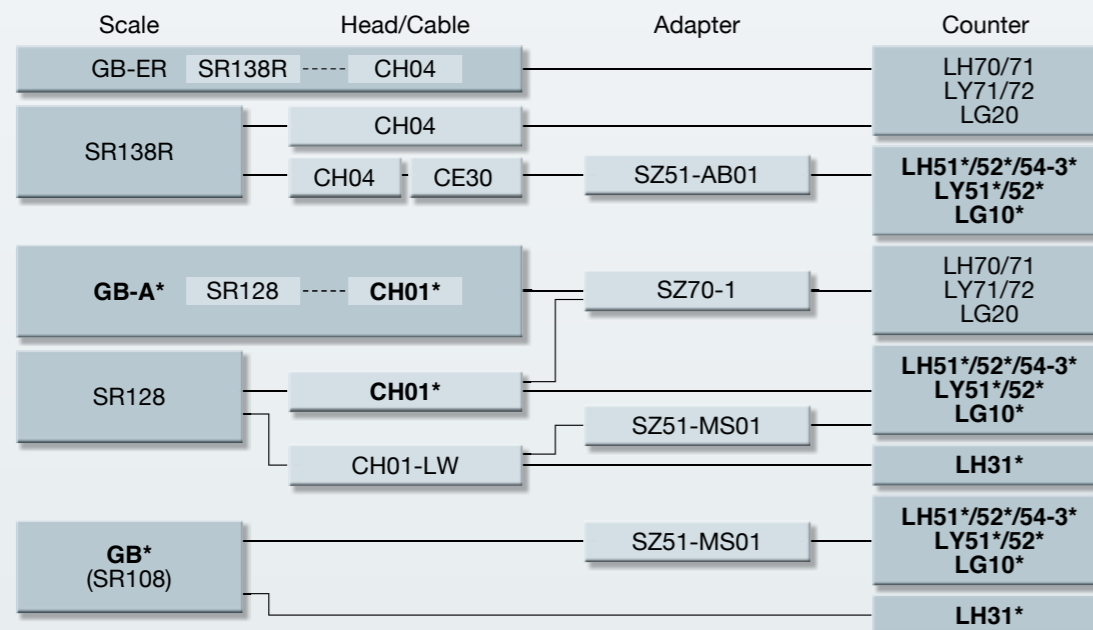 Scale Head/Cable Adapter Counter
GB-ER SR138R CH04
LH70/71
LY71/72
LG20
SR138R
CH04
CH04 CE30
SZ51-AB01
LH51*/52*/54-3*
LY51*/52*
LG10*
GB-A* SR128 CH01*
SZ70-1
LH70/71
LY71/72
LG20
SR128
CH01*
LH51*/52*/54-3*
LY51*/52*
LG10*
SZ51-MS01
CH01-LW
LH31*
GB*
(SR108)
SZ51-MS01
LH51*/52*/54-3*
LY51*/52*
LG10*
LH31*